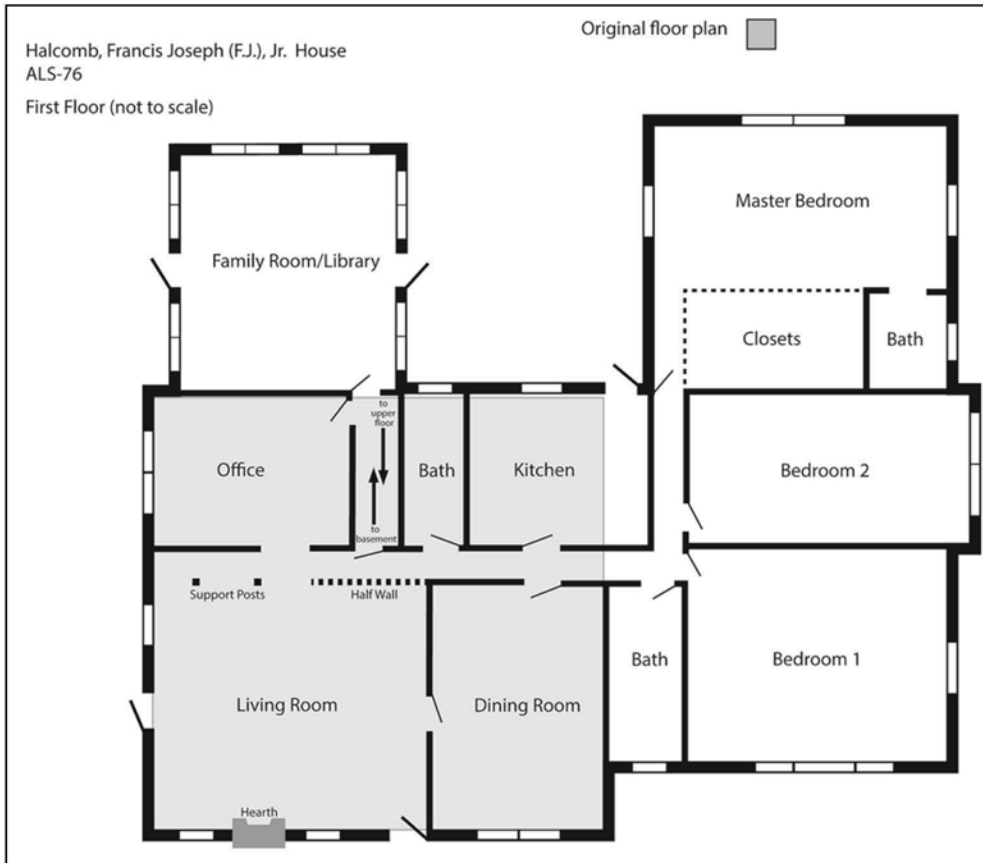 Halcomb, Francis Joseph (F.J.), Jr. House
ALS-76
First Floor (not to scale)
Original floor plan
Master Bedroom
Family Room/Library
Closets
Bath
to
upper
floor
Office
Bath
Kitchen
Bedroom 2
to
basement
Support Posts
Half Wall
Bath
Bedroom 1
Living Room
Dining Room
Hearth